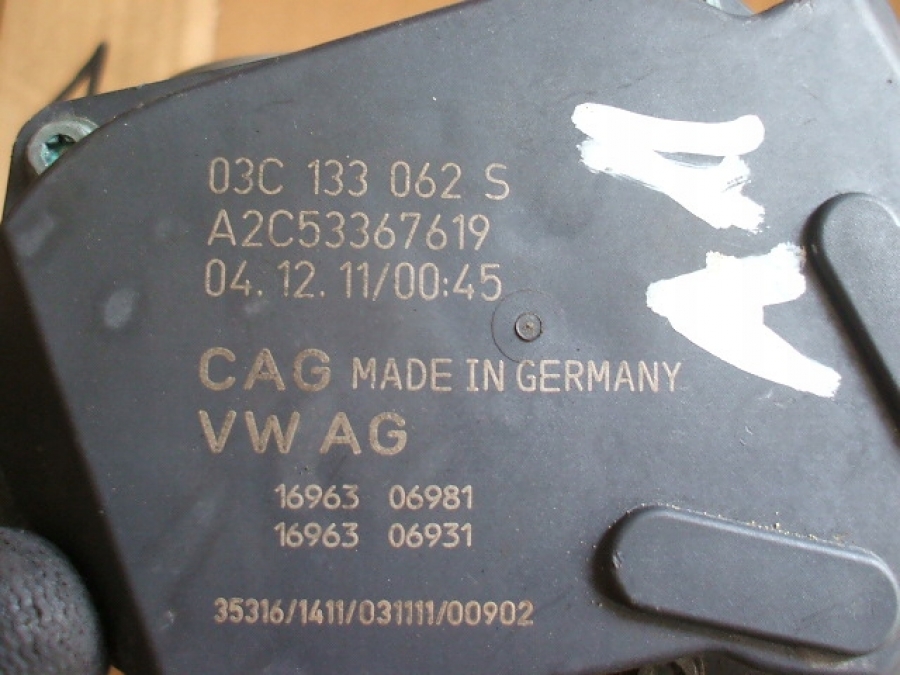 03C 133 062 S
A2C53367619
04.12.11/00:45
CAG MADE IN GERMANY
VW AG
16963 06981
16963 06931
35316/1411/031111/00902